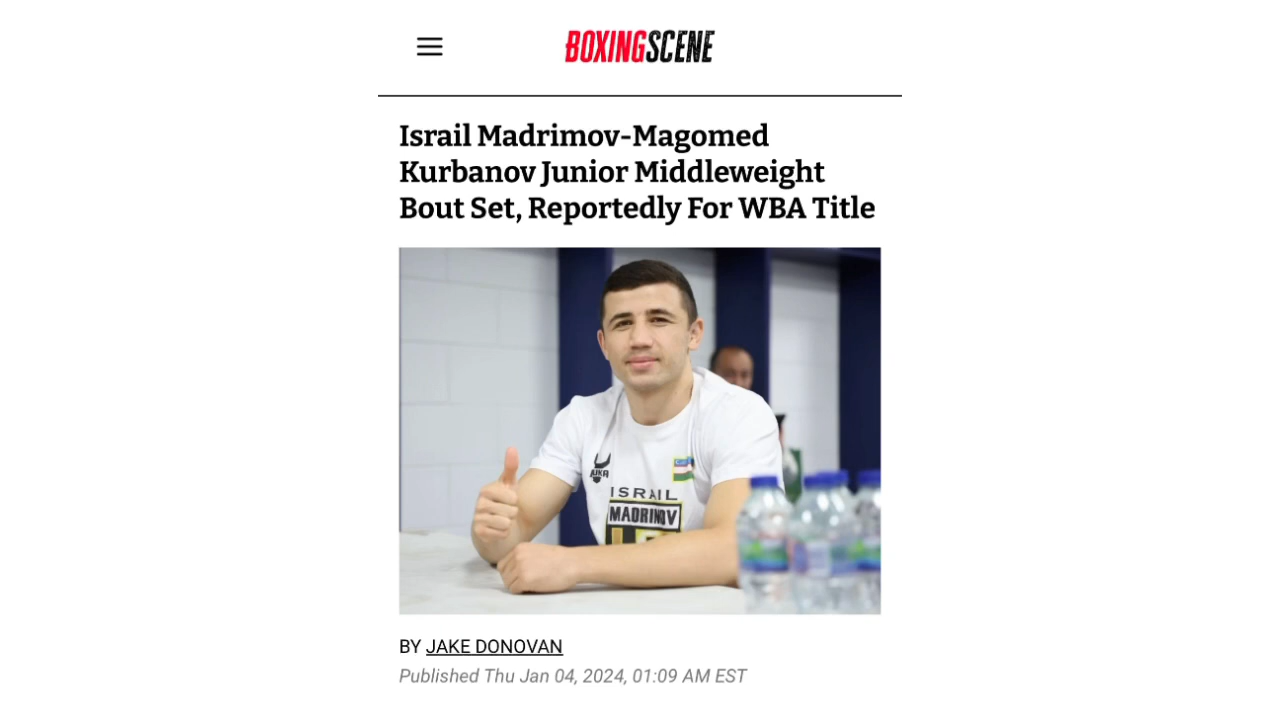 BOXINGSCENE
Israil Madrimov-Magomed
Kurbanov Junior Middleweight
Bout Set, Reportedly For WBA Title
ISRAIL
MADRIMOV
BY JAKE DONOVAN
Published Thu Jan 04, 2024, 01:09 AM EST